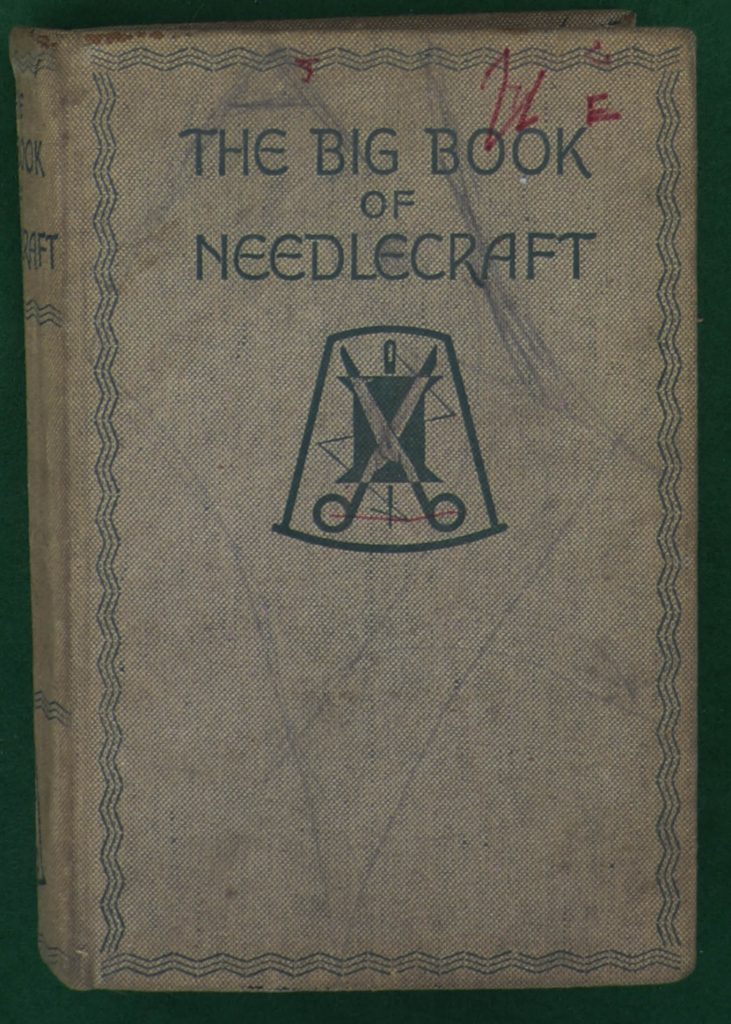 THE BIG BOOK
OF
NEEDLECRAFT
E